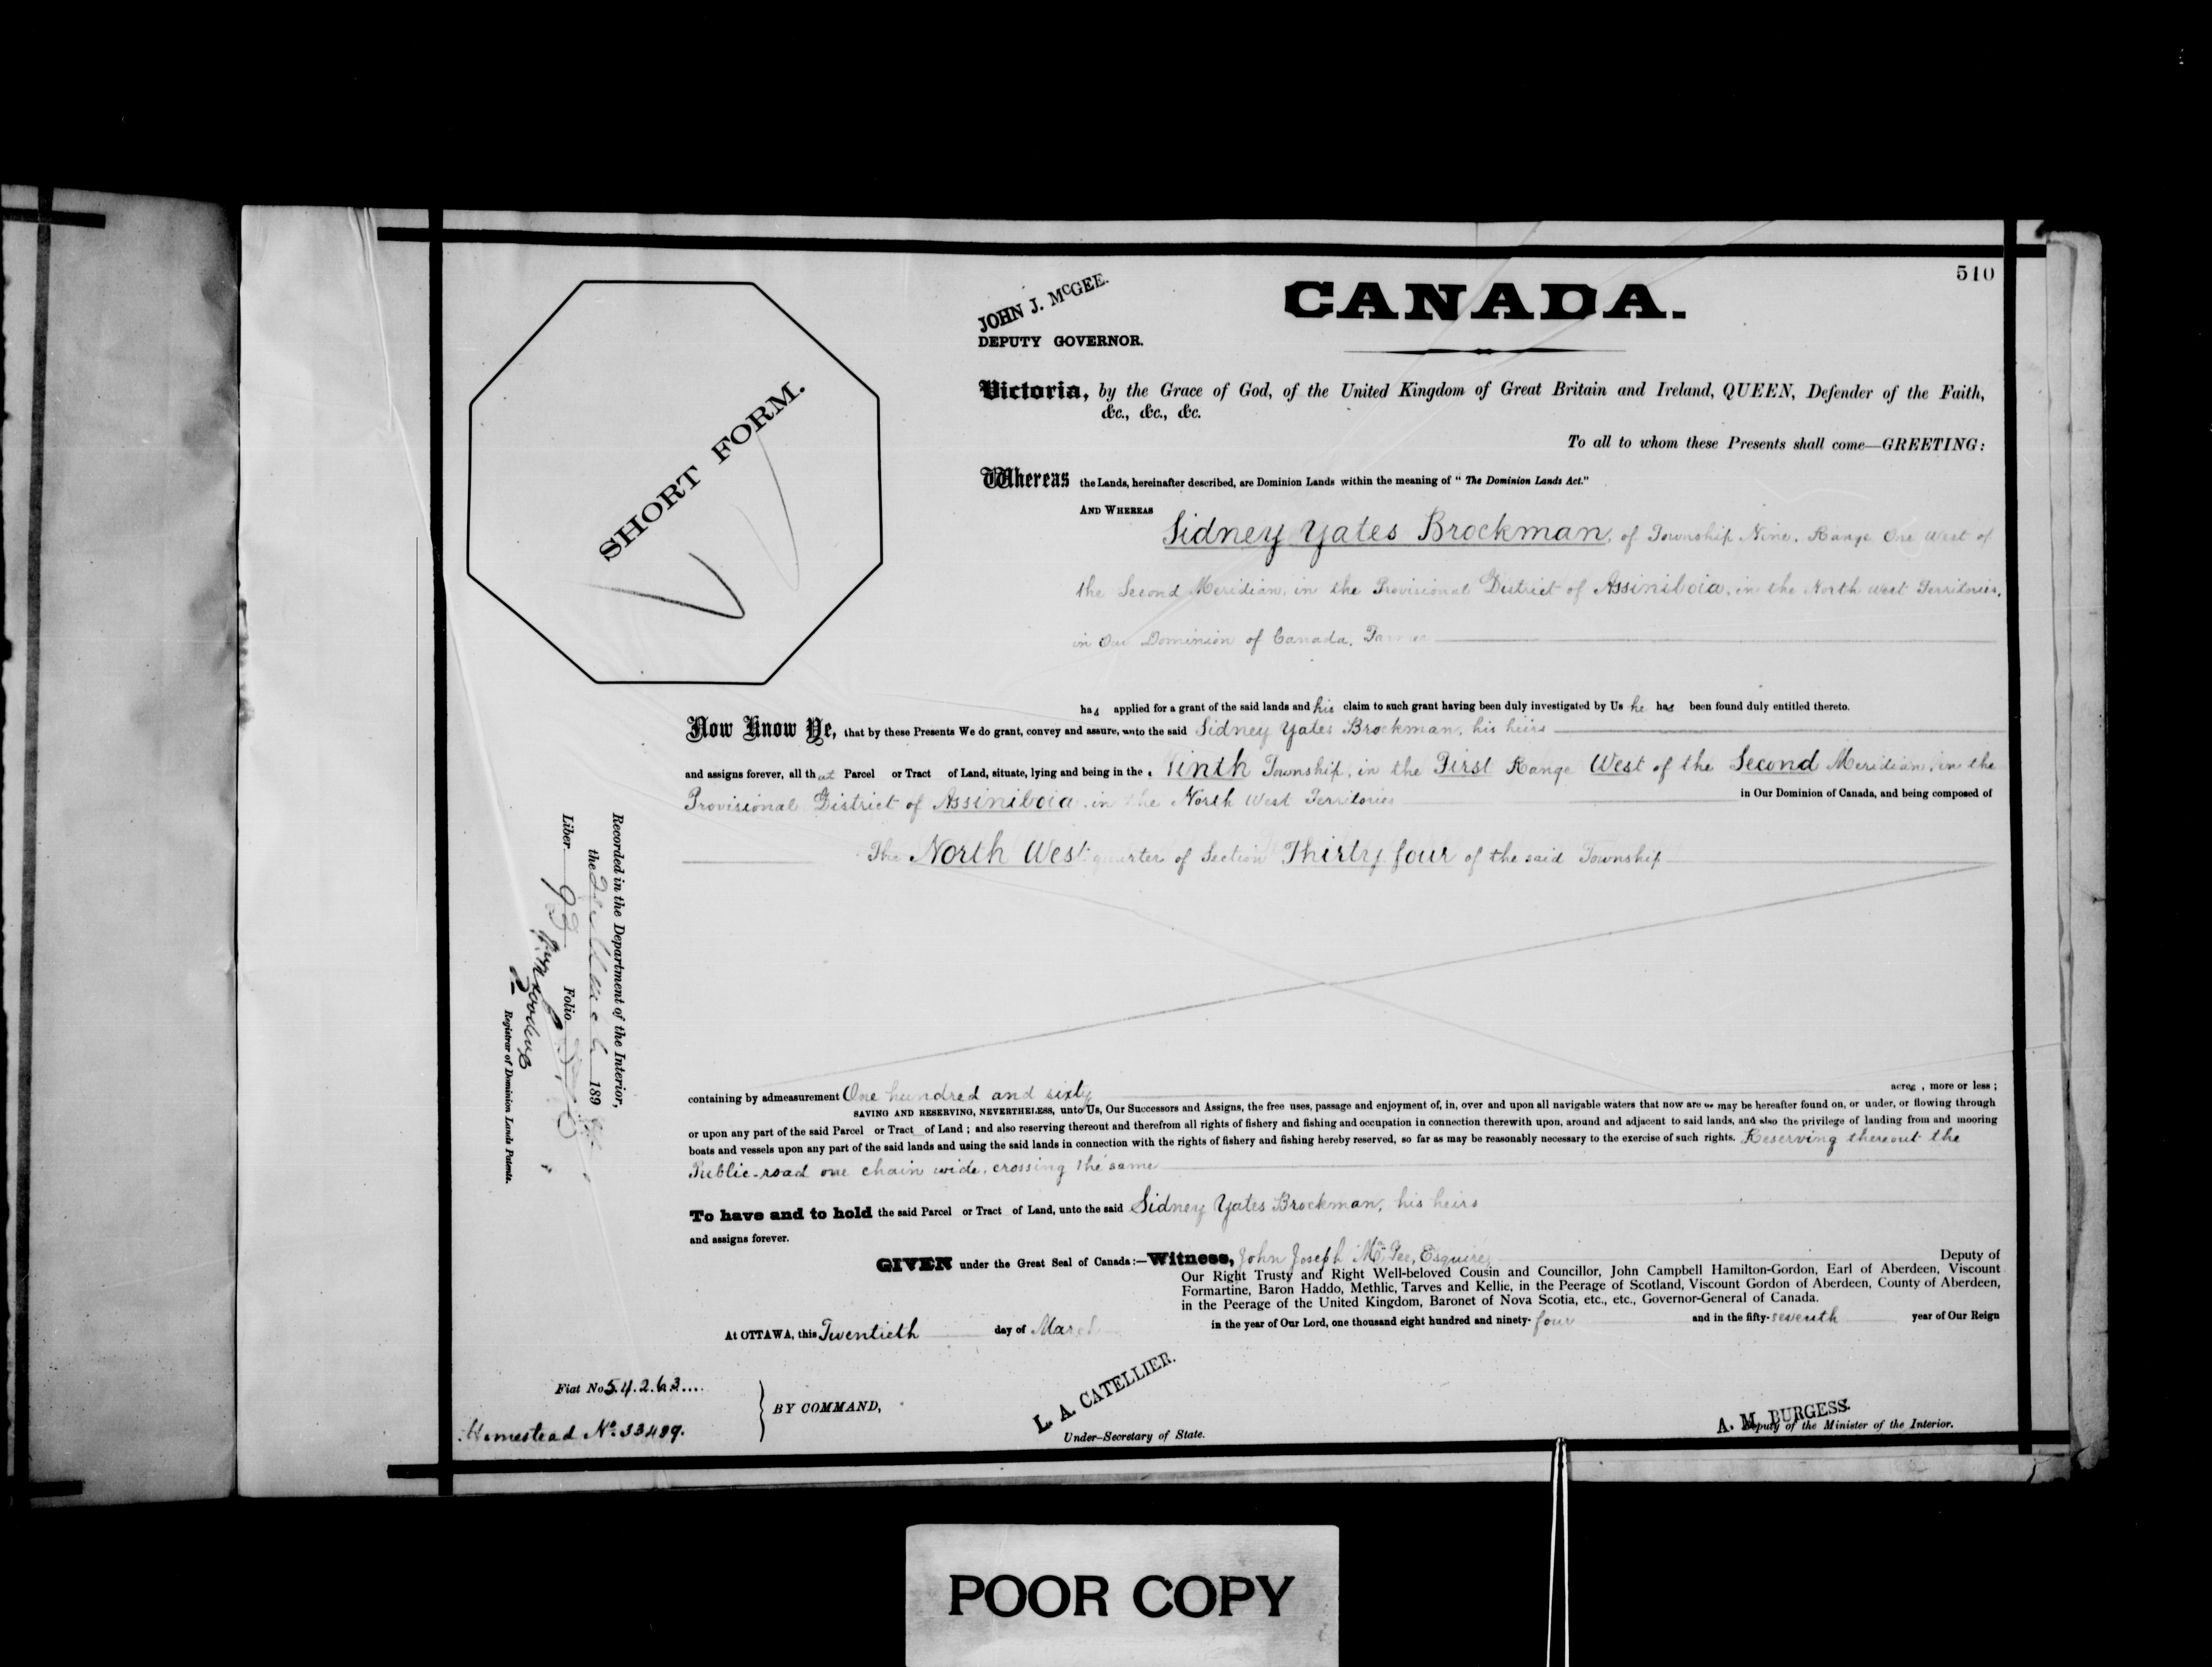 510
JOHN J. McGEE.
DEPUTY GOVERNOR.
CANADA.
SHORT FORM.
Victoria, by the Grace of God, of the United Kingdom of Great Britain and Ireland, QUEEN, Defender of the Faith,
&c., &c., &c.
To all to whom these Presents shall come—GREETING:
Whereas the Lands, hereinafter described, are Dominion Lands within the meaning of "The Dominion Lands Act."
AND WHEREAS Sidney Yates Brockman, of Township Nine, Range One West of
the Second Meridian, in the Provisional District of Assiniboia, in the North West Territories,
in Our Dominion of Canada, Farmer
has applied for a grant of the said lands and his claim to such grant having been duly investigated by Us he has been found duly entitled thereto.
Now Know Ye, that by these Presents We do grant, convey and assure, unto the said Sidney Yates Brockman, his heirs
and assigns forever, all that Parcel or Tract of Land, situate, lying and being in the Ninth Township, in the First Range West of the Second Meridian, in the
Provisional District of Assiniboia, in the North West Territories in Our Dominion of Canada, and being composed of
The North West quarter of Section Thirty four of the said Township
containing by admeasurement One hundred and sixty acres, more or less;
SAVING AND RESERVING, NEVERTHELESS, unto Us, Our Successors and Assigns, the free uses, passage and enjoyment of, in, over and upon all navigable waters that now are or may be hereafter found on, or under, or flowing through
or upon any part of the said Parcel or Tract of Land; and also reserving thereout and therefrom all rights of fishery and fishing and occupation in connection therewith upon, around and adjacent to said lands, and also the privilege of landing from and mooring
boats and vessels upon any part of the said lands and using the said lands in connection with the rights of fishery and fishing hereby reserved, so far as may be reasonably necessary to the exercise of such rights. Reserving thereout the
Public-road one chain wide, crossing the same
To have and to hold the said Parcel or Tract of Land, unto the said Sidney Yates Brockman, his heirs
and assigns forever.
GIVEN under the Great Seal of Canada:—Witness, John Joseph McGee, Esquire, Deputy of
Our Right Trusty and Right Well-beloved Cousin and Councillor, John Campbell Hamilton-Gordon, Earl of Aberdeen, Viscount
Formartine, Baron Haddo, Methlic, Tarves and Kellie, in the Peerage of Scotland, Viscount Gordon of Aberdeen, County of Aberdeen,
in the Peerage of the United Kingdom, Baronet of Nova Scotia, etc., etc., Governor-General of Canada.
At OTTAWA, this Twentieth day of March in the year of Our Lord, one thousand eight hundred and ninety-four and in the fifty-seventh year of Our Reign
Fiat No 54263....
Homestead No. 33489.
BY COMMAND,
L. A. CATELLIER.
Under-Secretary of State.
A. M. BURGESS.
Deputy of the Minister of the Interior.
Recorded in the Department of the Interior,
the March 189
Liber 93 Folio
Registrar of Dominion Lands Patents.
POOR COPY